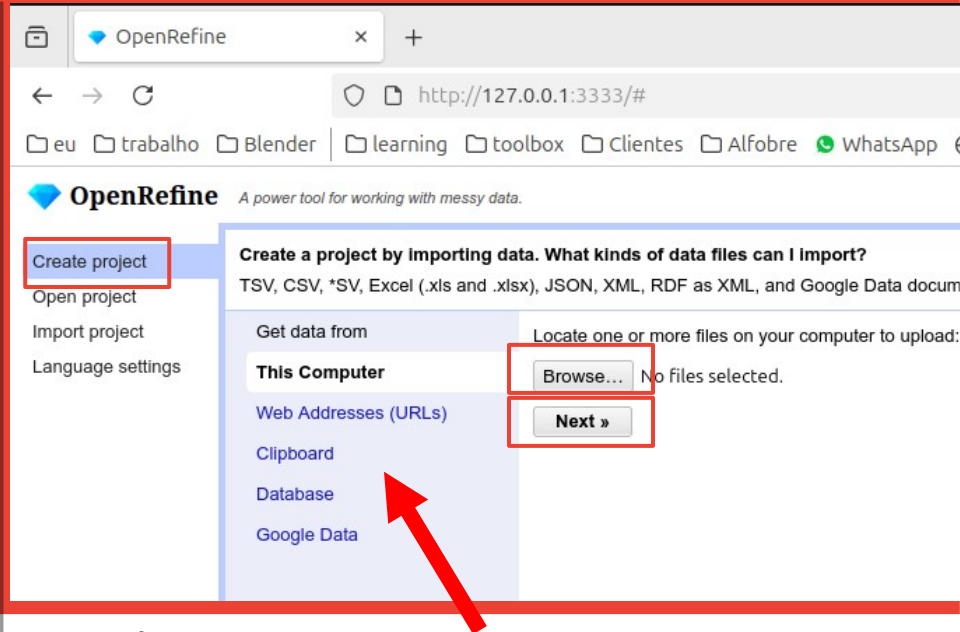 OpenRefine × +
http://127.0.0.1:3333/#
eu trabalho Blender learning toolbox Clientes Alfobre WhatsApp
OpenRefine A power tool for working with messy data.
Create project
Open project
Import project
Language settings
Create a project by importing data. What kinds of data files can I import?
TSV, CSV, *SV, Excel (.xls and .xlsx), JSON, XML, RDF as XML, and Google Data docum
Get data from
This Computer
Web Addresses (URLs)
Clipboard
Database
Google Data
Locate one or more files on your computer to upload:
Browse... No files selected.
Next »